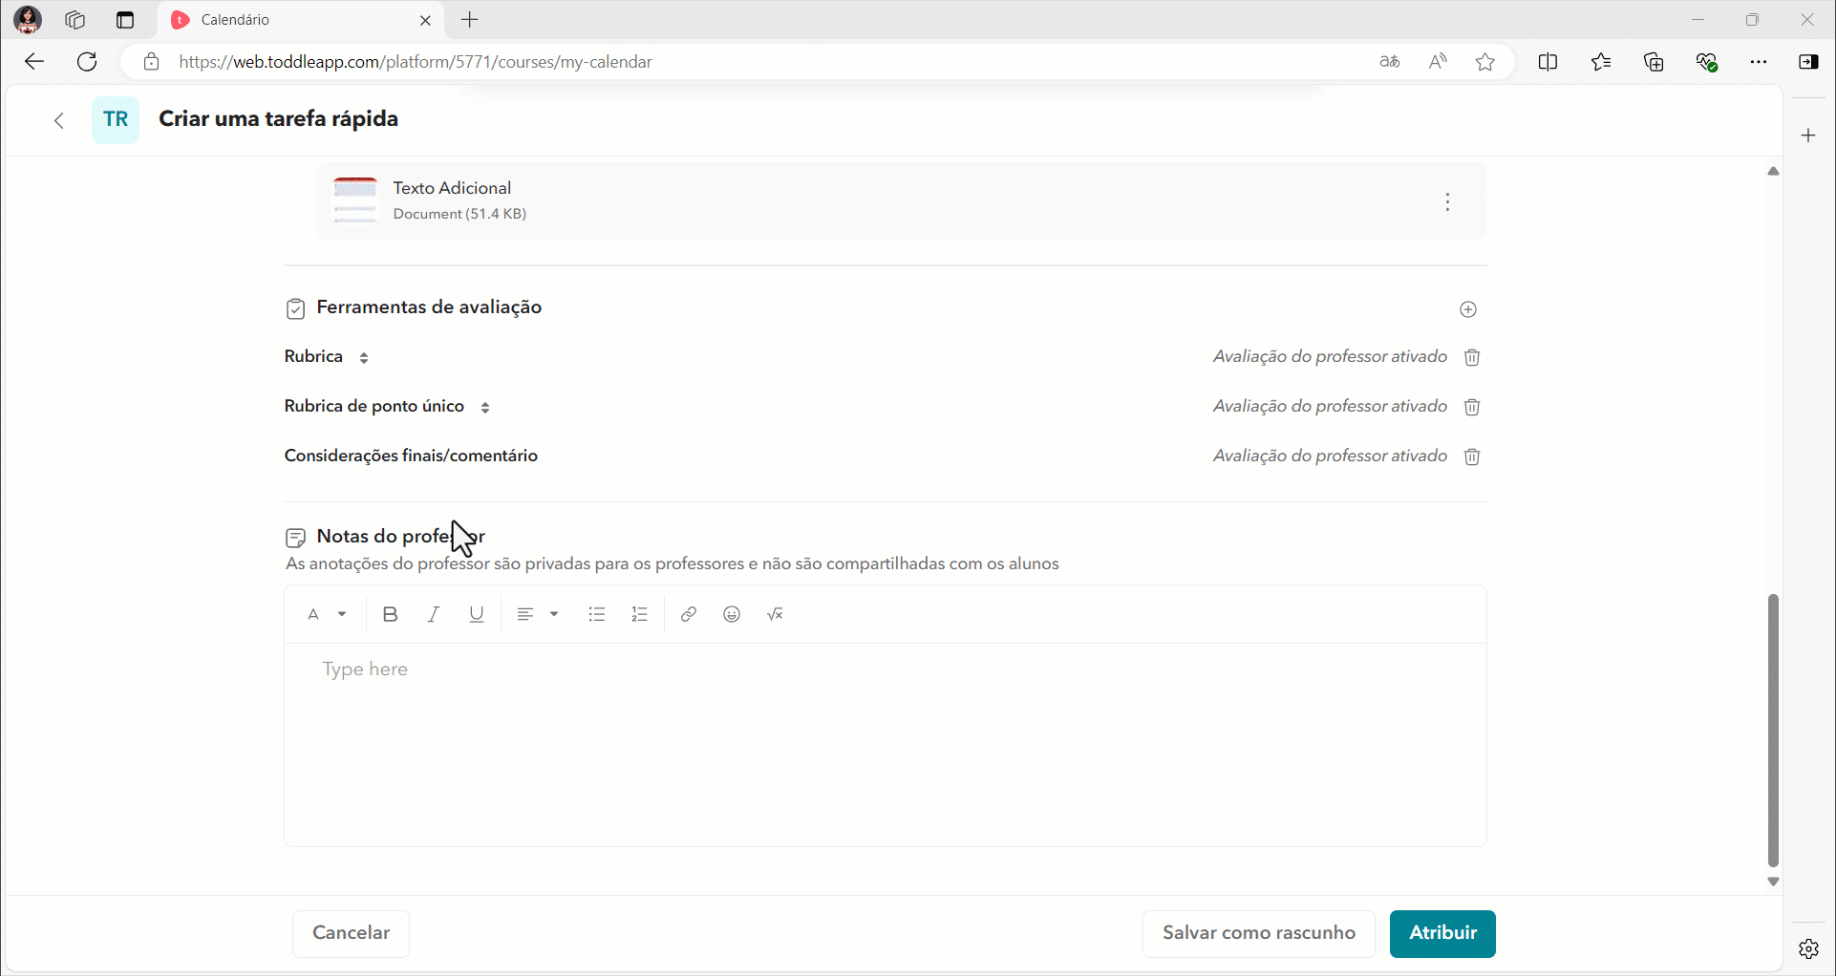 Calendário
https://web.toddleapp.com/platform/5771/courses/my-calendar
TR Criar uma tarefa rápida
Texto Adicional
Document (51.4 KB)
Ferramentas de avaliação
Rubrica Avaliação do professor ativado
Rubrica de ponto único Avaliação do professor ativado
Considerações finais/comentário Avaliação do professor ativado
Notas do professor
As anotações do professor são privadas para os professores e não são compartilhadas com os alunos
Type here
Cancelar Salvar como rascunho Atribuir